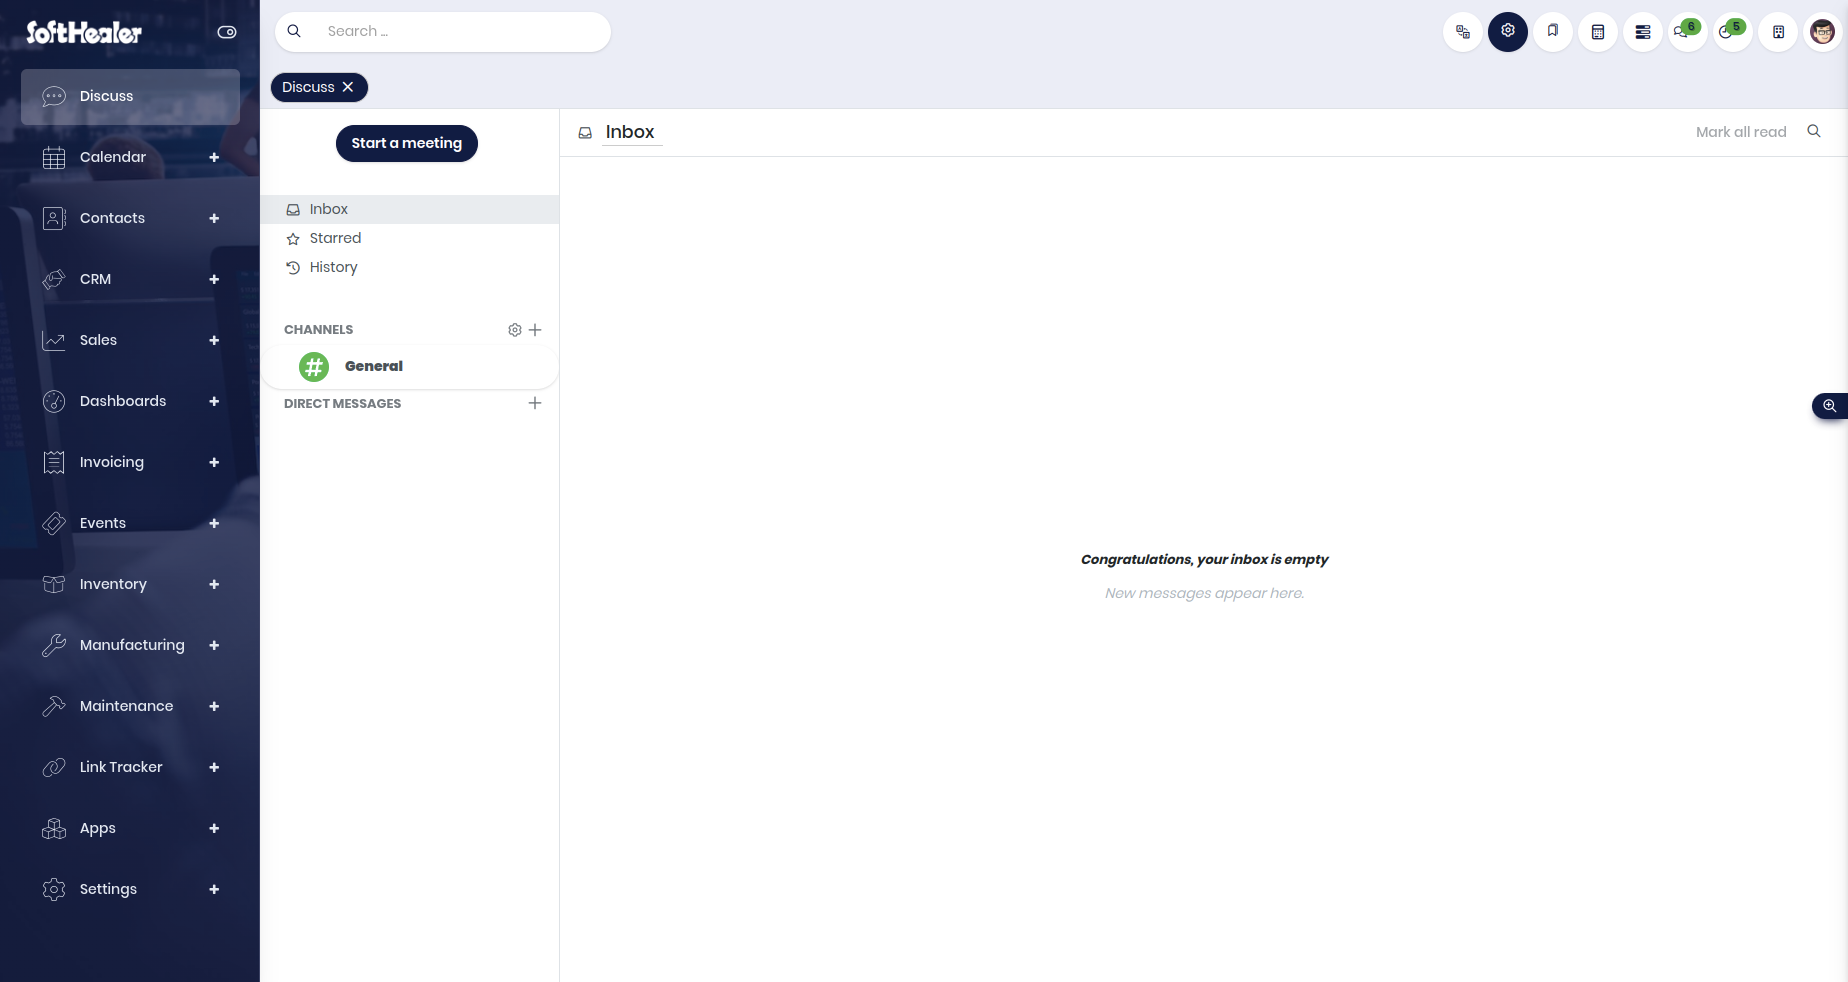 SoftHealer
Search ...
6
5
Discuss
Discuss
Calendar
Contacts
CRM
Sales
Dashboards
Invoicing
Events
Inventory
Manufacturing
Maintenance
Link Tracker
Apps
Settings
Start a meeting
Inbox
Starred
History
CHANNELS
# General
DIRECT MESSAGES
Inbox
Mark all read
Congratulations, your inbox is empty
New messages appear here.